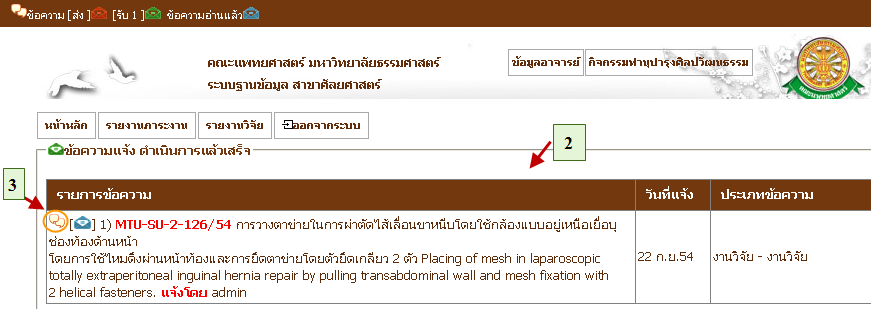 ข้อความ [ส่ง ] [รับ 1 ] ข้อความอ่านแล้ว
คณะแพทยศาสตร์ มหาวิทยาลัยธรรมศาสตร์
ระบบฐานข้อมูล สาขาศัลยศาสตร์
ข้อมูลอาจารย์ กิจกรรมทำนุบำรุงศิลปวัฒนธรรม
หน้าหลัก รายงานภาระงาน รายงานวิจัย ออกจากระบบ
ข้อความแจ้ง ดำเนินการแล้วเสร็จ
2
3
รายการข้อความ วันที่แจ้ง ประเภทข้อความ
[ ] 1) MTU-SU-2-126/54 การวางตาข่ายในการผ่าตัดไส้เลื่อนขาหนีบโดยใช้กล้องแบบอยู่เหนือเยื่อบุ
ช่องท้องด้านหน้า
โดยการใช้ไหมดึงผ่านหน้าท้องและการยึดตาข่ายโดยตัวยึดเกลียว 2 ตัว Placing of mesh in laparoscopic
totally extraperitoneal inguinal hernia repair by pulling transabdominal wall and mesh fixation with
2 helical fasteners. แจ้งโดย admin
22 ก.ย.54
งานวิจัย - งานวิจัย